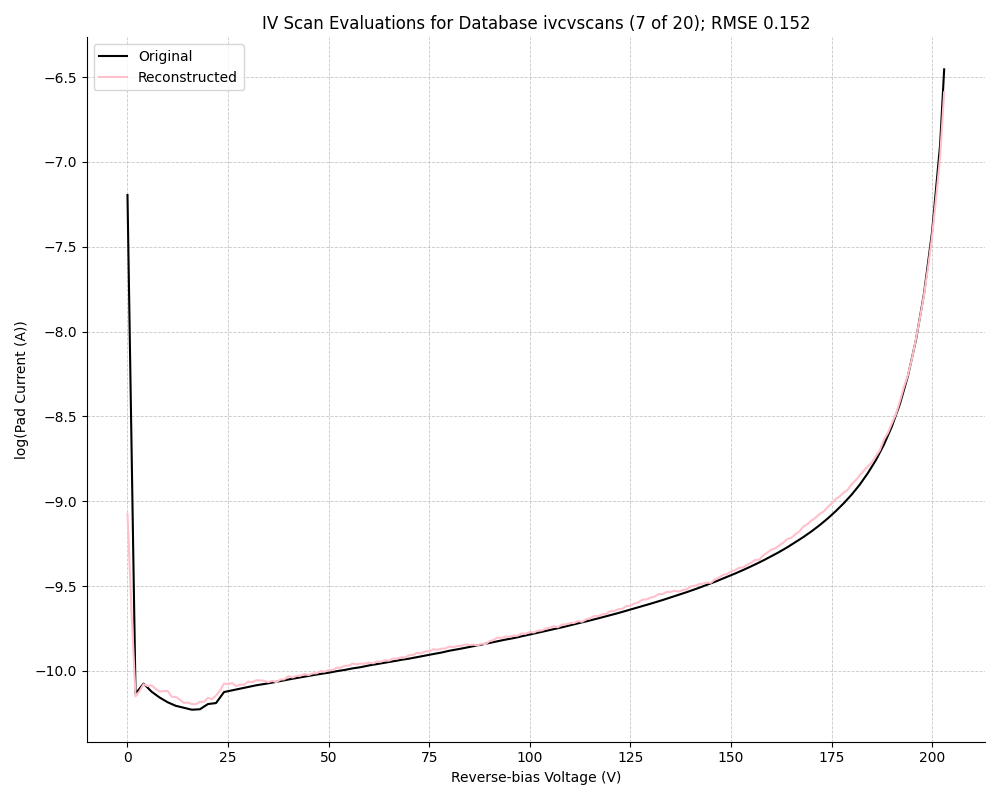 IV Scan Evaluations for Database ivcvscans (7 of 20); RMSE 0.152
Original
Reconstructed
−6.5
−7.0
−7.5
−8.0
−8.5
−9.0
−9.5
−10.0
log(Pad Current (A))
0 25 50 75 100 125 150 175 200
Reverse-bias Voltage (V)